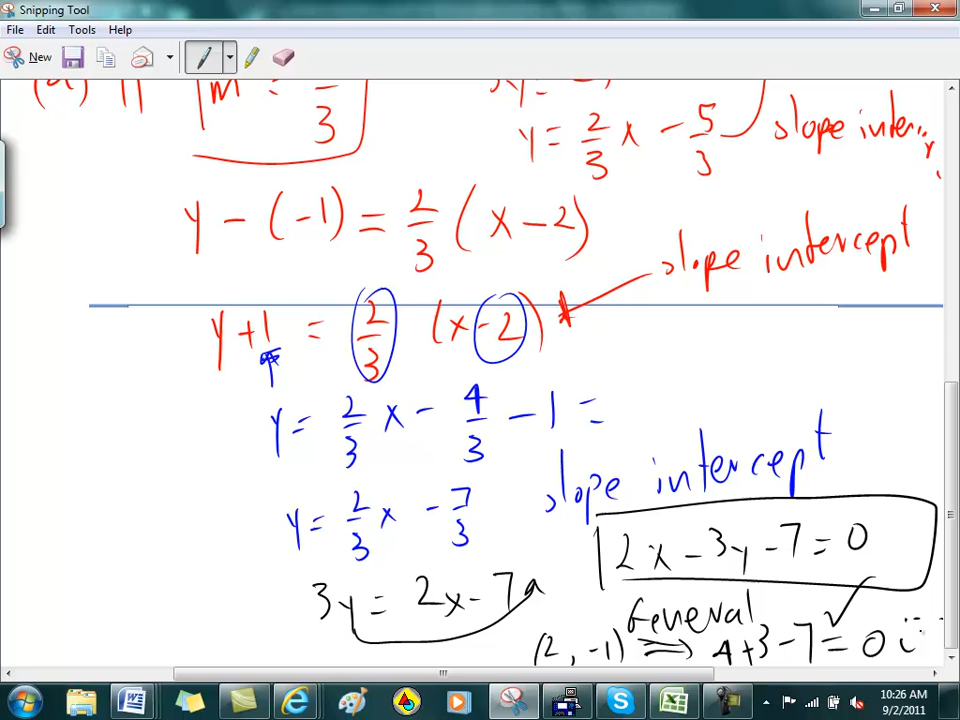 Snipping Tool
File Edit Tools Help
New
(a) || m = 2/3
y = 2/3 x - 5/3 slope inter
y - (-1) = 2/3 (x - 2)
slope intercept
y + 1 = 2/3 (x - 2)
y = 2/3 x - 4/3 - 1 =
slope intercept
y = 2/3 x - 7/3
2x - 3y - 7 = 0
3y = 2x - 7
General
(2, -1) ⇒ 4 + 3 - 7 = 0
10:26 AM
9/2/2011